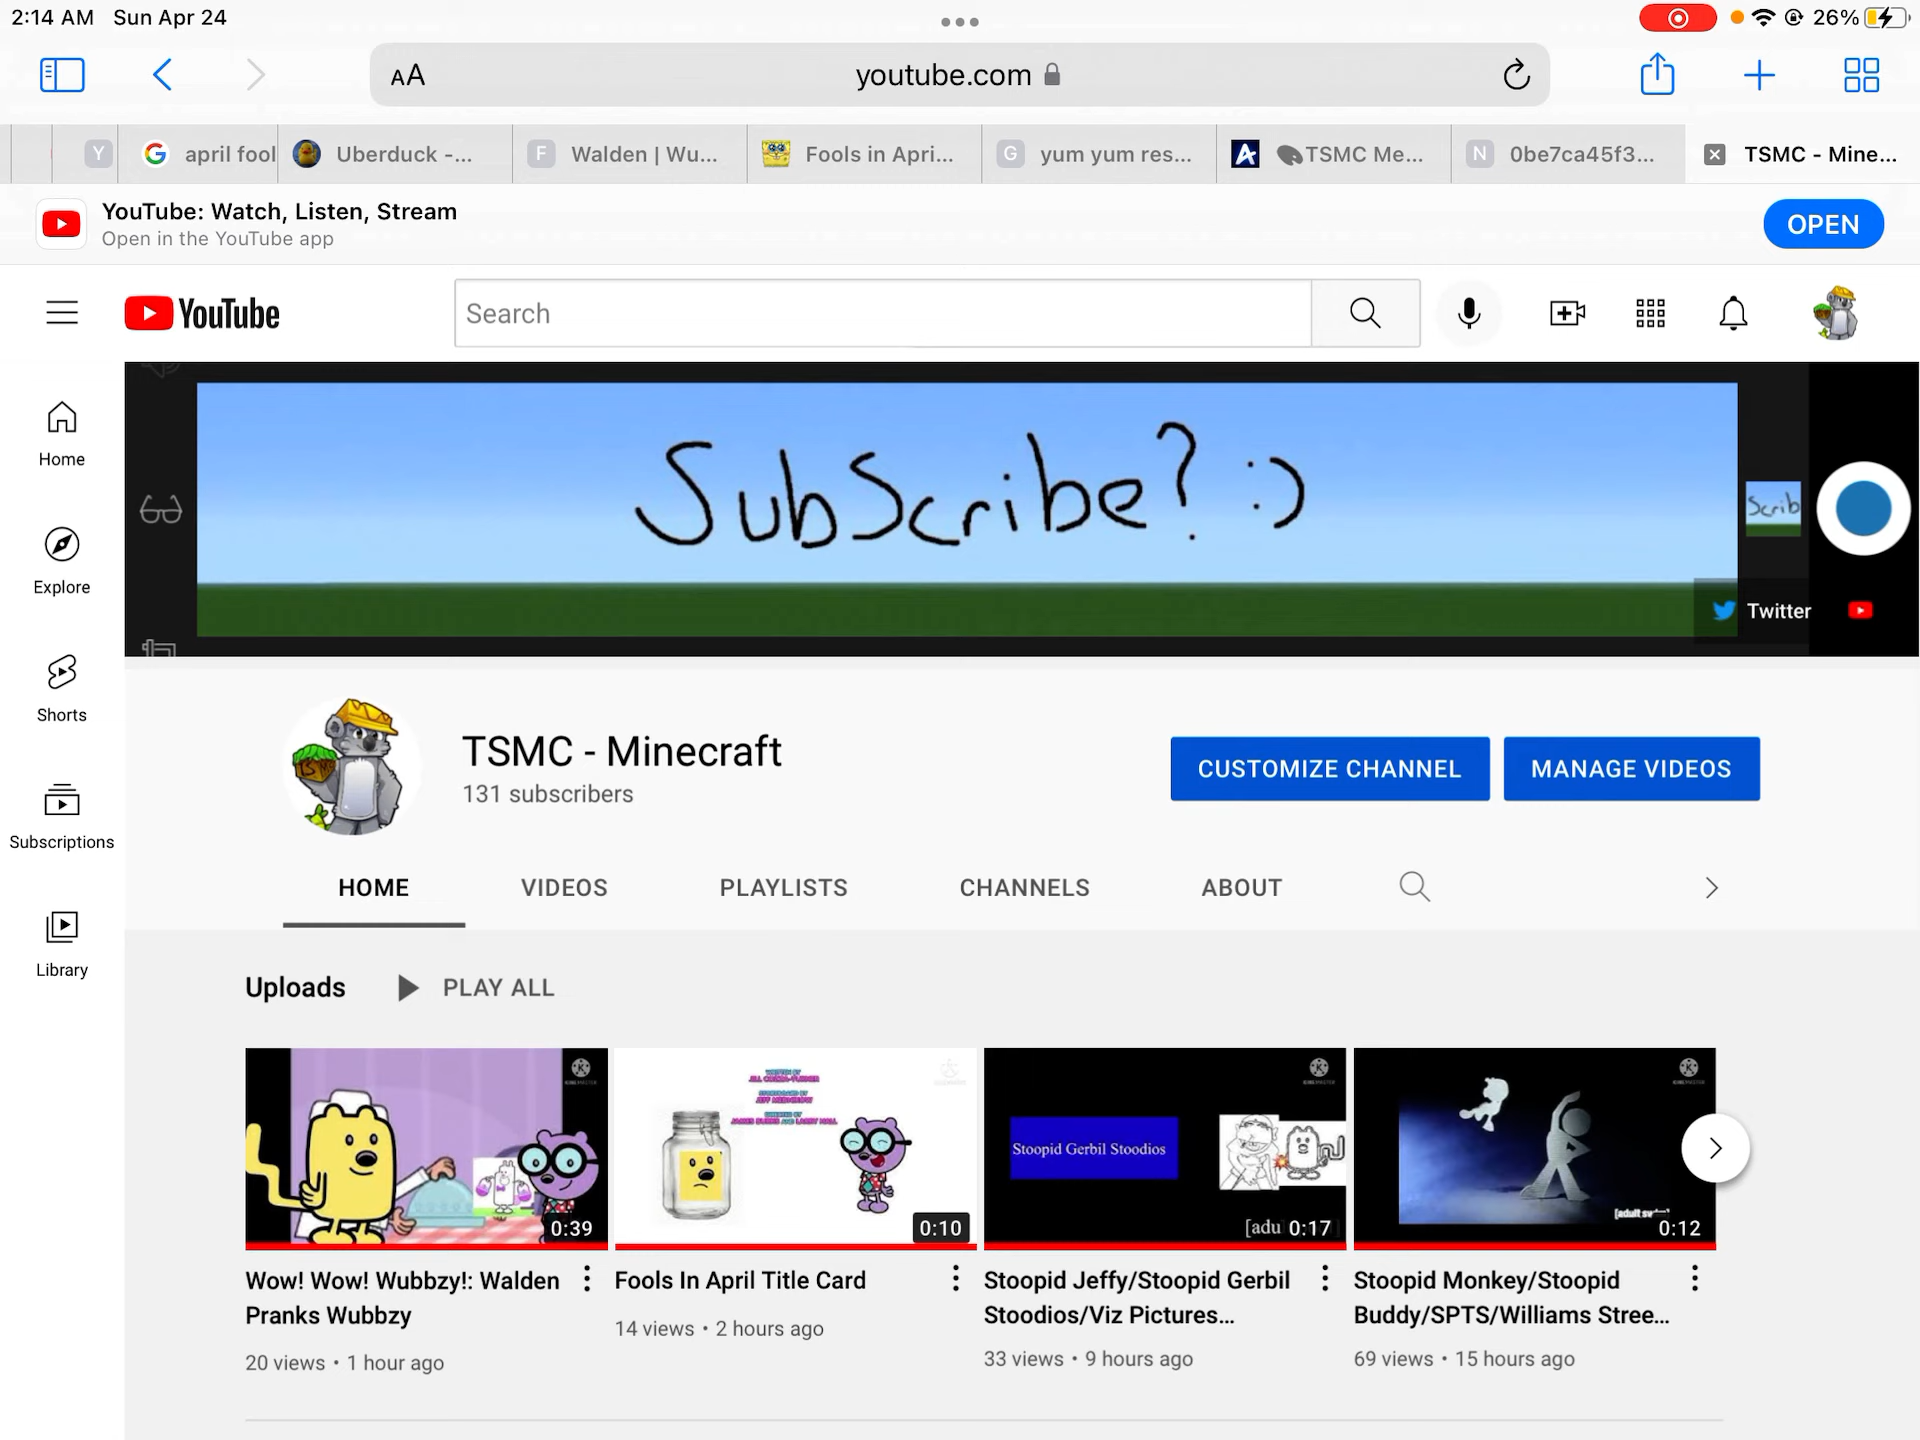 2:14 AM Sun Apr 24
26%
AA
youtube.com
Y
april fool
Uberduck -...
F
Walden | Wu...
Fools in Apri...
G
yum yum res...
A
TSMC Me...
N
0be7ca45f3...
TSMC - Mine...
YouTube: Watch, Listen, Stream
Open in the YouTube app
OPEN
YouTube
Search
Home
Explore
Shorts
Subscriptions
Library
Subscribe? :)
Scrib
Twitter
TSMC - Minecraft
131 subscribers
CUSTOMIZE CHANNEL
MANAGE VIDEOS
HOME
VIDEOS
PLAYLISTS
CHANNELS
ABOUT
Uploads
PLAY ALL
0:39
0:10
Stoopid Gerbil Stoodios
[adu
0:17
[adult sw
0:12
Wow! Wow! Wubbzy!: Walden
Pranks Wubbzy
20 views • 1 hour ago
Fools In April Title Card
14 views • 2 hours ago
Stoopid Jeffy/Stoopid Gerbil
Stoodios/Viz Pictures...
33 views • 9 hours ago
Stoopid Monkey/Stoopid
Buddy/SPTS/Williams Stree...
69 views • 15 hours ago